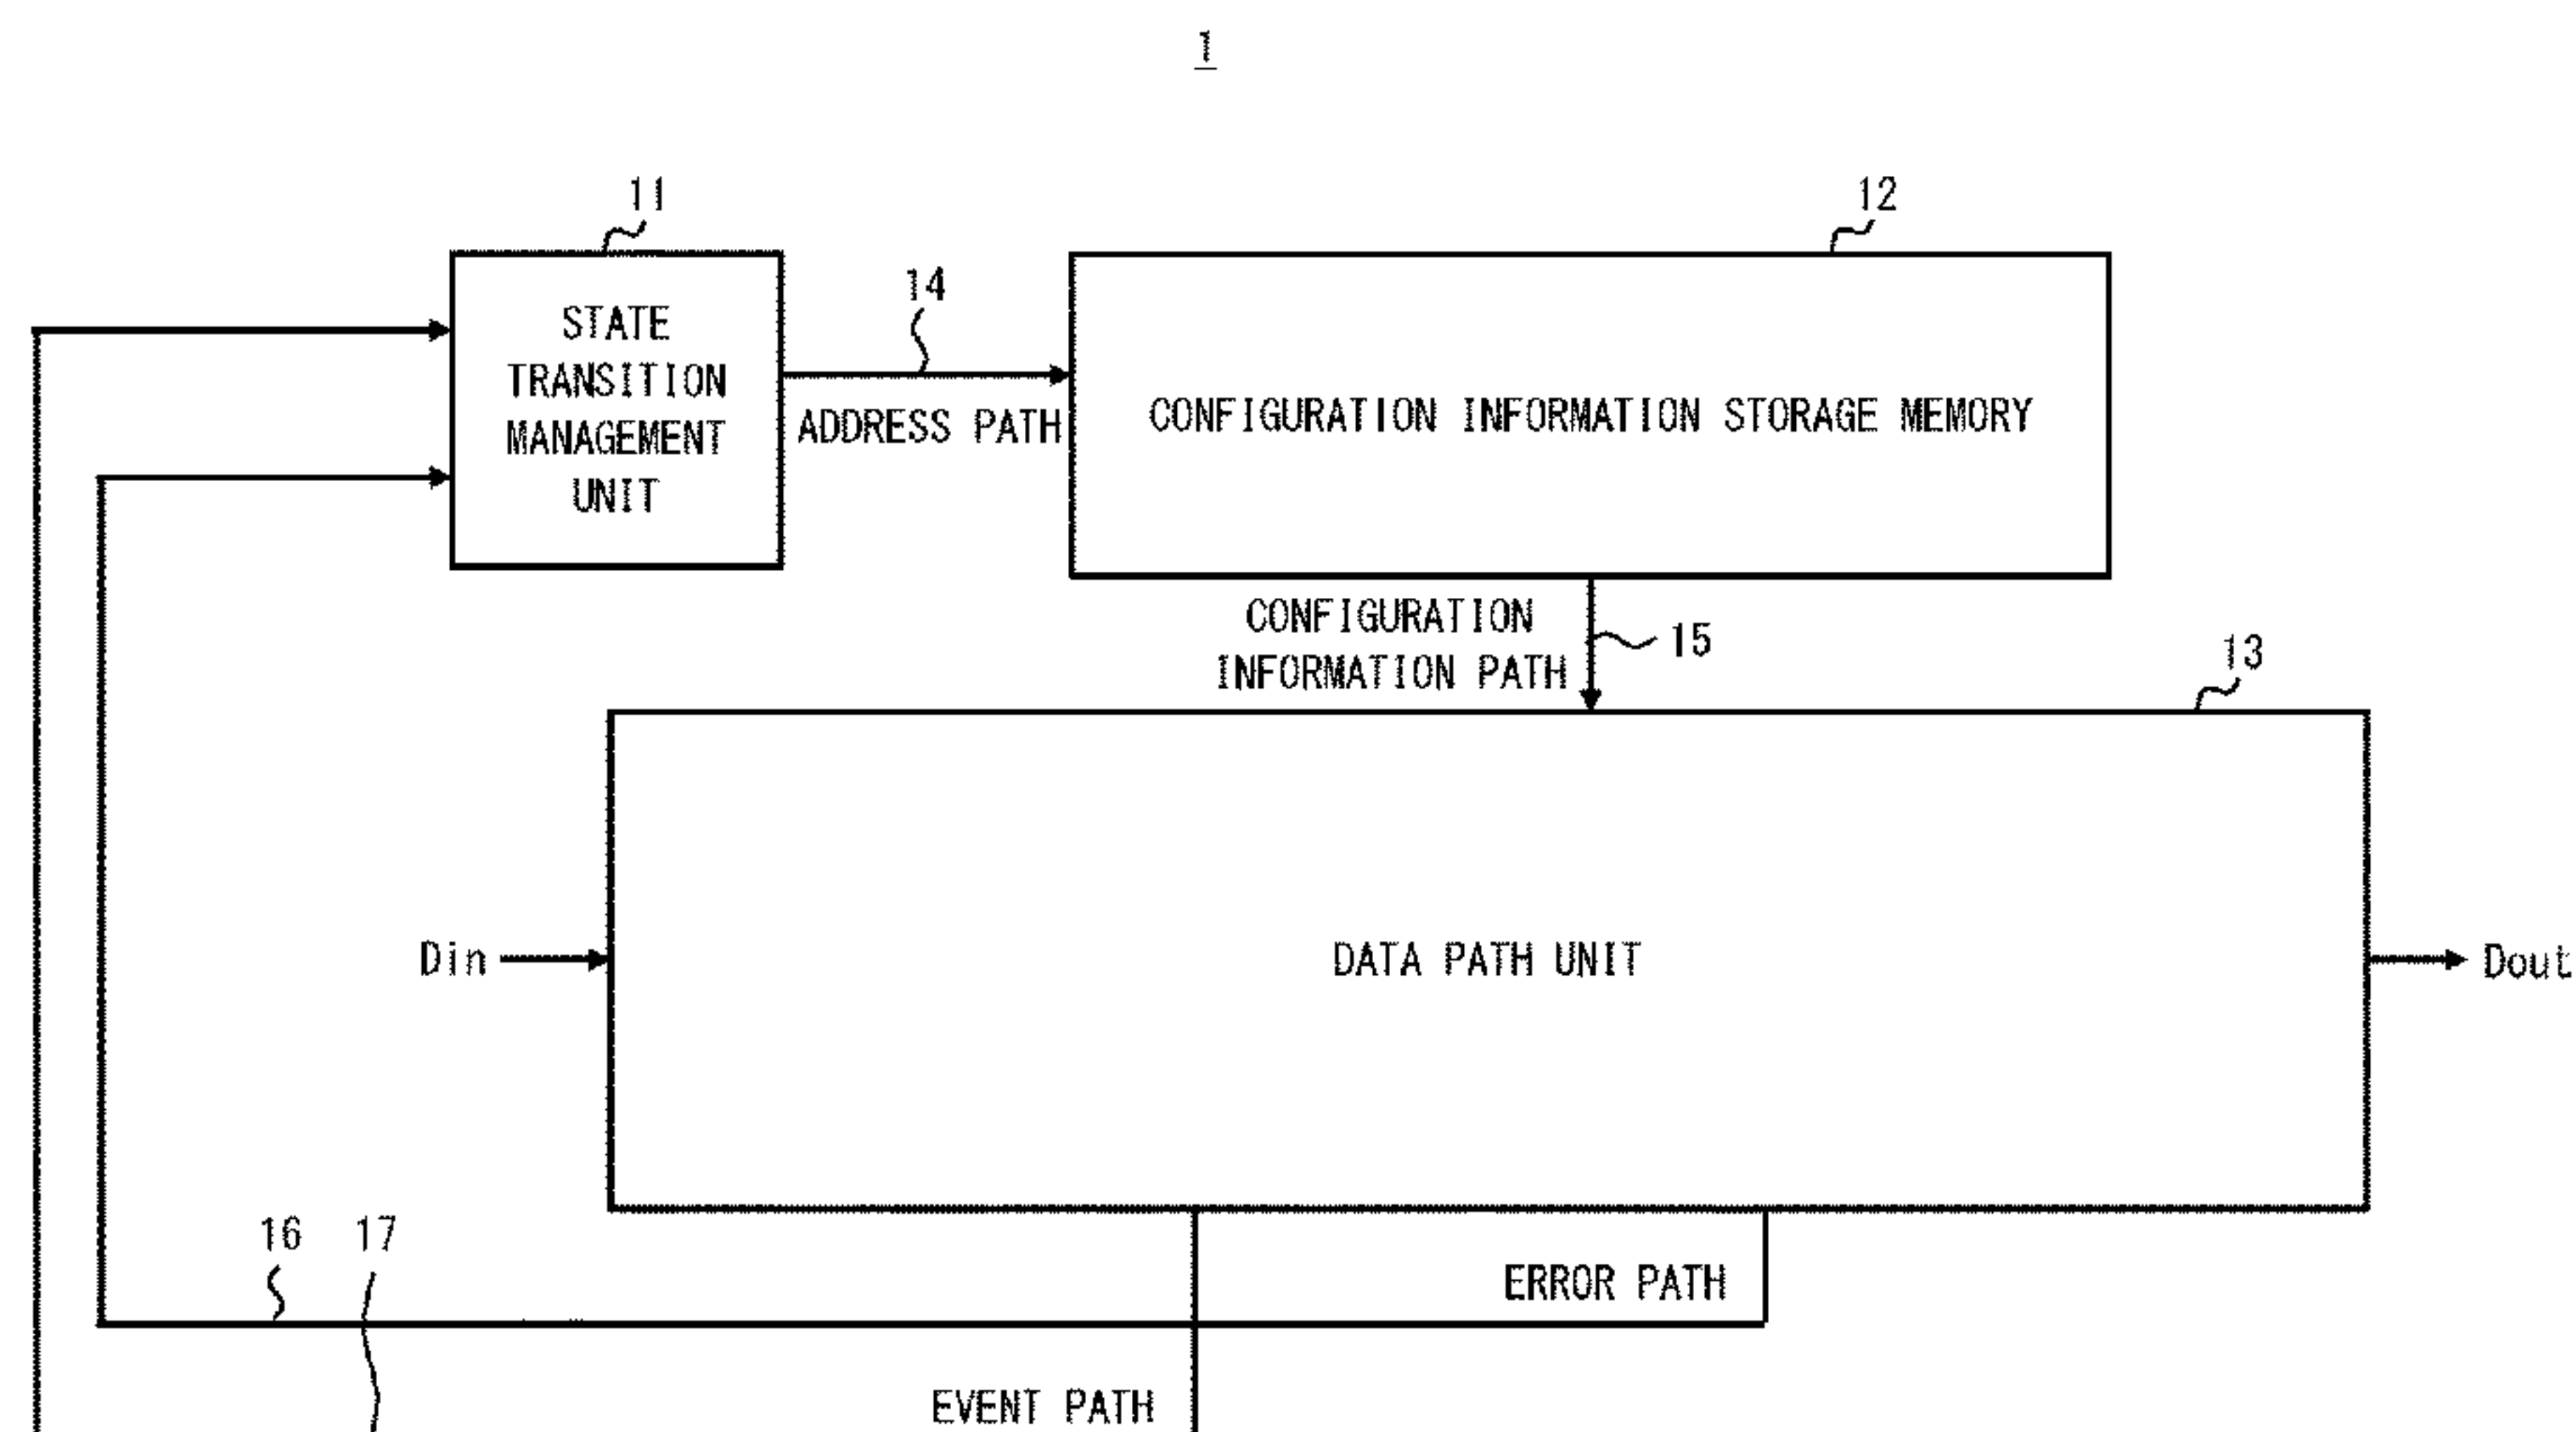 1
11
12
14
STATE
TRANSITION
MANAGEMENT
UNIT
ADDRESS PATH
CONFIGURATION INFORMATION STORAGE MEMORY
CONFIGURATION
INFORMATION PATH
15
13
Din
DATA PATH UNIT
Dout
16
17
ERROR PATH
EVENT PATH